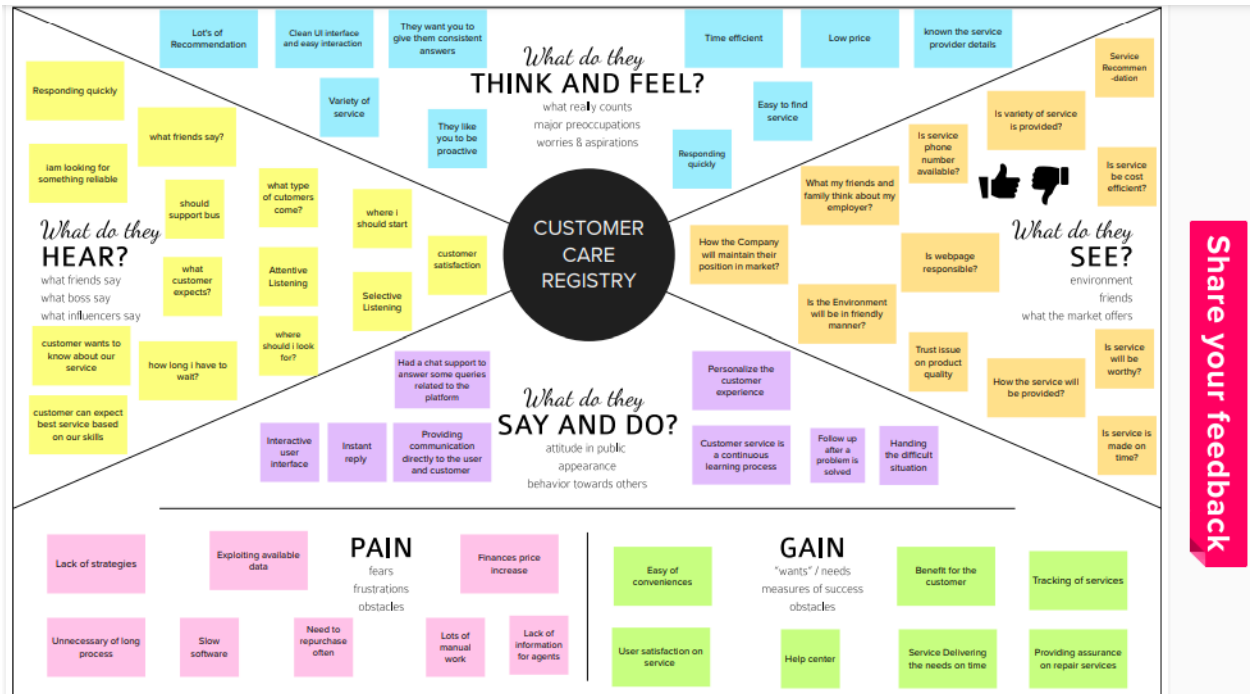 Lot's of
Recommendation
Clean UI interface
and easy interaction
They want you to
give them consistent
answers
Variety of
service
They like
you to be
proactive
What do they
THINK AND FEEL?
what really counts
major preoccupations
worries & aspirations
Time efficient
Low price
known the service
provider details
Easy to find
service
Responding
quickly
Responding quickly
what friends say?
iam looking for
something reliable
should
support bus
what type
of cutomers
come?
where i
should start
What do they
HEAR?
what friends say
what boss say
what influencers say
what
customer
expects?
Attentive
Listening
customer
satisfaction
Selective
Listening
where
should i look
for?
customer wants to
know about our
service
how long i have to
wait?
customer can expect
best service based
on our skills
CUSTOMER
CARE
REGISTRY
Service
Recommen
-dation
Is variety of service
is provided?
Is service
phone
number
available?
Is service
be cost
efficient?
What my friends and
family think about my
employer?
How the Company
will maintain their
position in market?
Is webpage
responsible?
What do they
SEE?
environment
friends
what the market offers
Is the Environment
will be in friendly
manner?
Trust issue
on product
quality
How the service will
be provided?
Is service
will be
worthy?
Is service is
made on
time?
Had a chat support to
answer some queries
related to the
platform
Interactive
user
interface
Instant
reply
Providing
communication
directly to the user
and customer
What do they
SAY AND DO?
attitude in public
appearance
behavior towards others
Personalize the
customer
experience
Customer service is
a continuous
learning process
Follow up
after a
problem is
solved
Handing
the difficult
situation
Lack of strategies
Exploiting available
data
PAIN
fears
frustrations
obstacles
Finances price
increase
Unnecessary of long
process
Slow
software
Need to
repurchase
often
Lots of
manual
work
Lack of
information
for agents
Easy of
conveniences
GAIN
"wants" / needs
measures of success
obstacles
Benefit for the
customer
Tracking of services
User satisfaction on
service
Help center
Service Delivering
the needs on time
Providing assurance
on repair services
Share your feedback